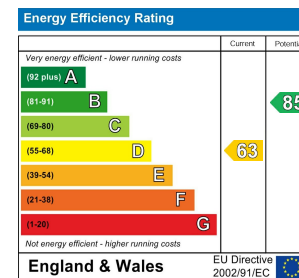 Energy Efficiency Rating
Current
Very energy efficient - lower running costs
(92 plus) A
(81-91) B
85
(69-80) C
(55-68) D
63
(39-54) E
(21-38) F
(1-20) G
Not energy efficient - higher running costs
England & Wales
EU Directive
2002/91/EC